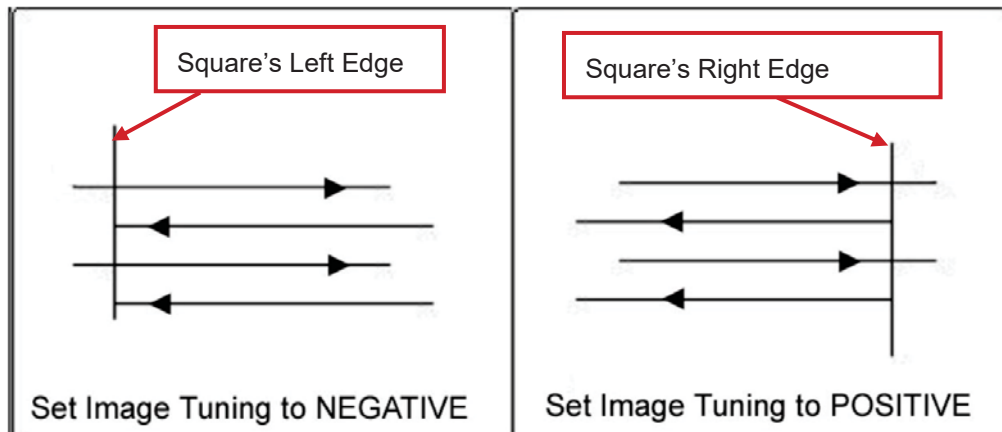 Square's Left Edge
Set Image Tuning to NEGATIVE
Square's Right Edge
Set Image Tuning to POSITIVE